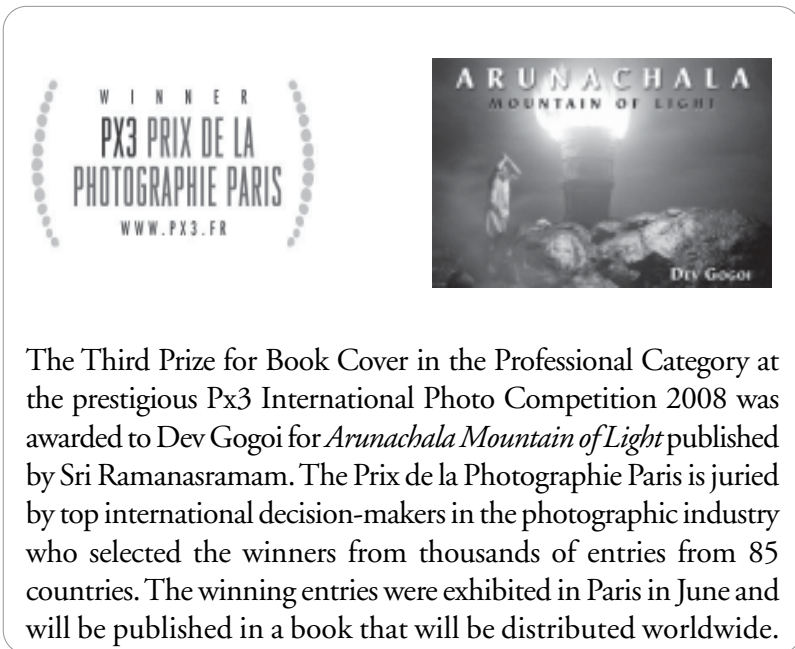 WINNER
PX3 PRIX DE LA
PHOTOGRAPHIE PARIS
WWW.PX3.FR
ARUNACHALA
MOUNTAIN OF LIGHT
DEV GOGOI
The Third Prize for Book Cover in the Professional Category at
the prestigious Px3 International Photo Competition 2008 was
awarded to Dev Gogoi for Arunachala Mountain of Light published
by Sri Ramanasramam. The Prix de la Photographie Paris is juried
by top international decision-makers in the photographic industry
who selected the winners from thousands of entries from 85
countries. The winning entries were exhibited in Paris in June and
will be published in a book that will be distributed worldwide.